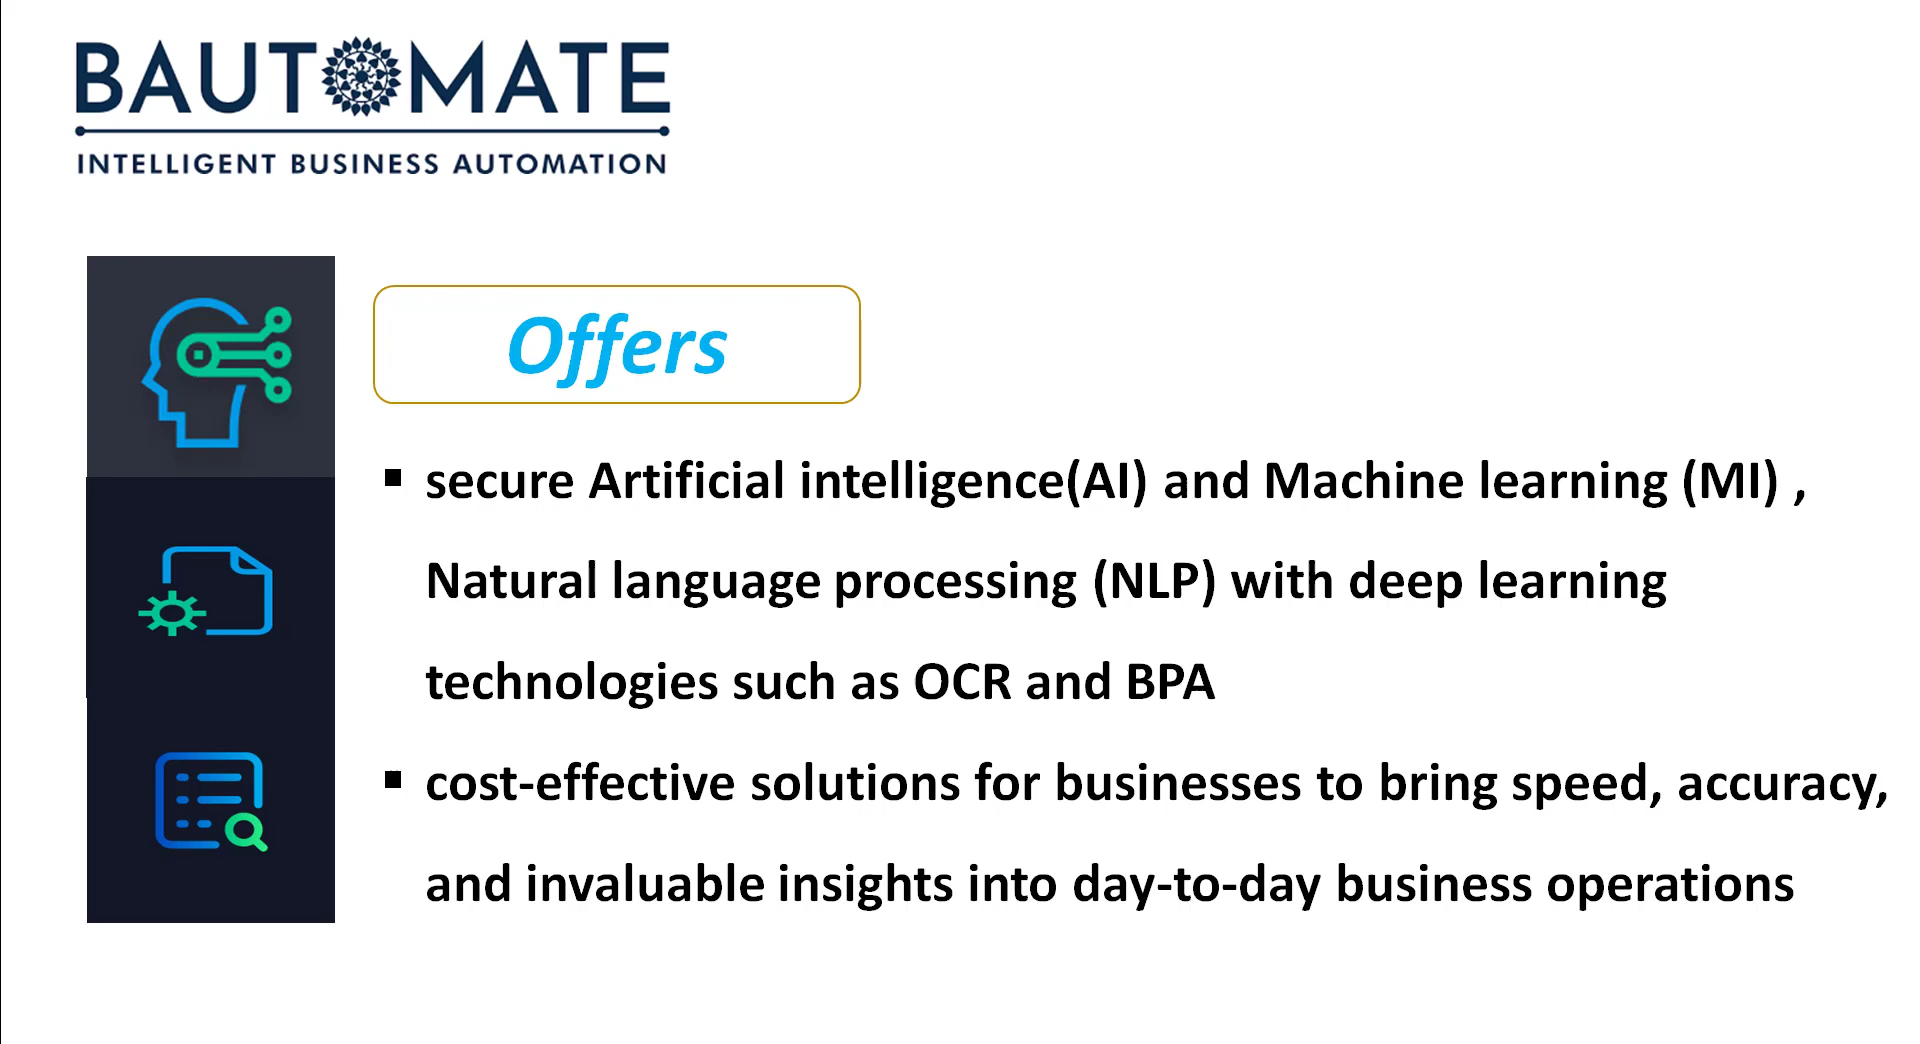 BAUTOMATE
INTELLIGENT BUSINESS AUTOMATION
Offers
▪ secure Artificial intelligence(AI) and Machine learning (MI) ,
Natural language processing (NLP) with deep learning
technologies such as OCR and BPA
▪ cost-effective solutions for businesses to bring speed, accuracy,
and invaluable insights into day-to-day business operations